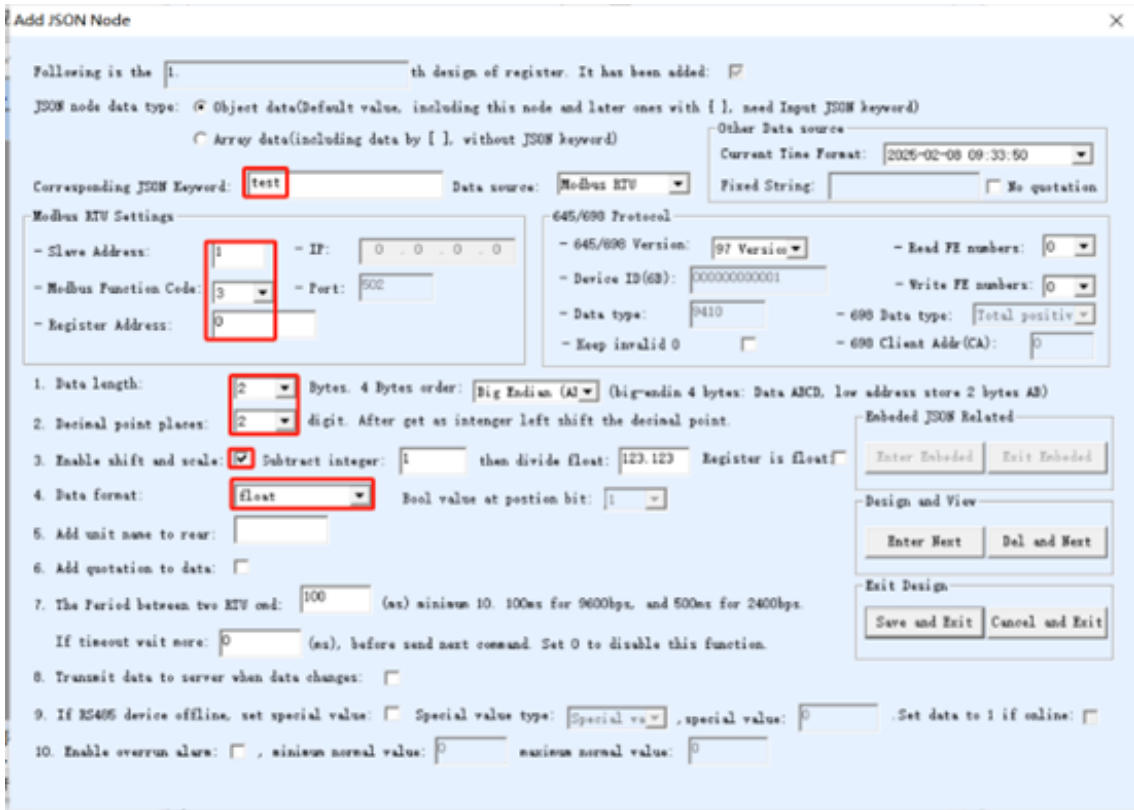 Add JSON Node
Following is the 1. th design of register. It has been added:
JSON node data type: Object data(Default value, including this node and later ones with { }, need Input JSON keyword)
Array data(including data by [ ], without JSON keyword)
Other Data source
Current Time Format: 2025-02-08 09:33:50
Corresponding JSON Keyword: test Data source: Modbus RTU Fixed String: No quotation
Modbus RTU Settings
- Slave Address: 1 - IP: 0 . 0 . 0 . 0
- Modbus Function Code: 3 - Port: 502
- Register Address: 0
645/698 Protocol
- 645/698 Version: 97 Version - Read FE numbers: 0
- Device ID(6B): 000000000001 - Write FE numbers: 0
- Data type: 9410 - 698 Data type: Total positiv
- Keep invalid 0 - 698 Client Addr(CA): 0
1. Data length: 2 Bytes. 4 Bytes order: Big Endian (AB (big-endin 4 bytes: Data ABCD, low address store 2 bytes AB)
2. Decimal point places: 2 digit. After get as intenger left shift the decimal point.
3. Enable shift and scale: Subtract integer: 1 then divide float: 123.123 Register is float:
4. Data format: float Bool value at postion bit: 1
5. Add unit name to rear:
6. Add quotation to data:
7. The Period between two RTU cmd: 100 (ms) minimum 10. 100ms for 9600bps, and 500ms for 2400bps.
If timeout wait more: 0 (ms), before send next command. Set 0 to disable this function.
Embeded JSON Related
Enter Embeded Exit Embeded
Design and View
Enter Next Del and Next
Exit Design
Save and Exit Cancel and Exit
8. Transmit data to server when data changes:
9. If RS485 device offline, set special value: Special value type: Special va ,special value: 0 .Set data to 1 if online:
10. Enable overrun alarm: , minimum normal value: 0 maximum normal value: 0